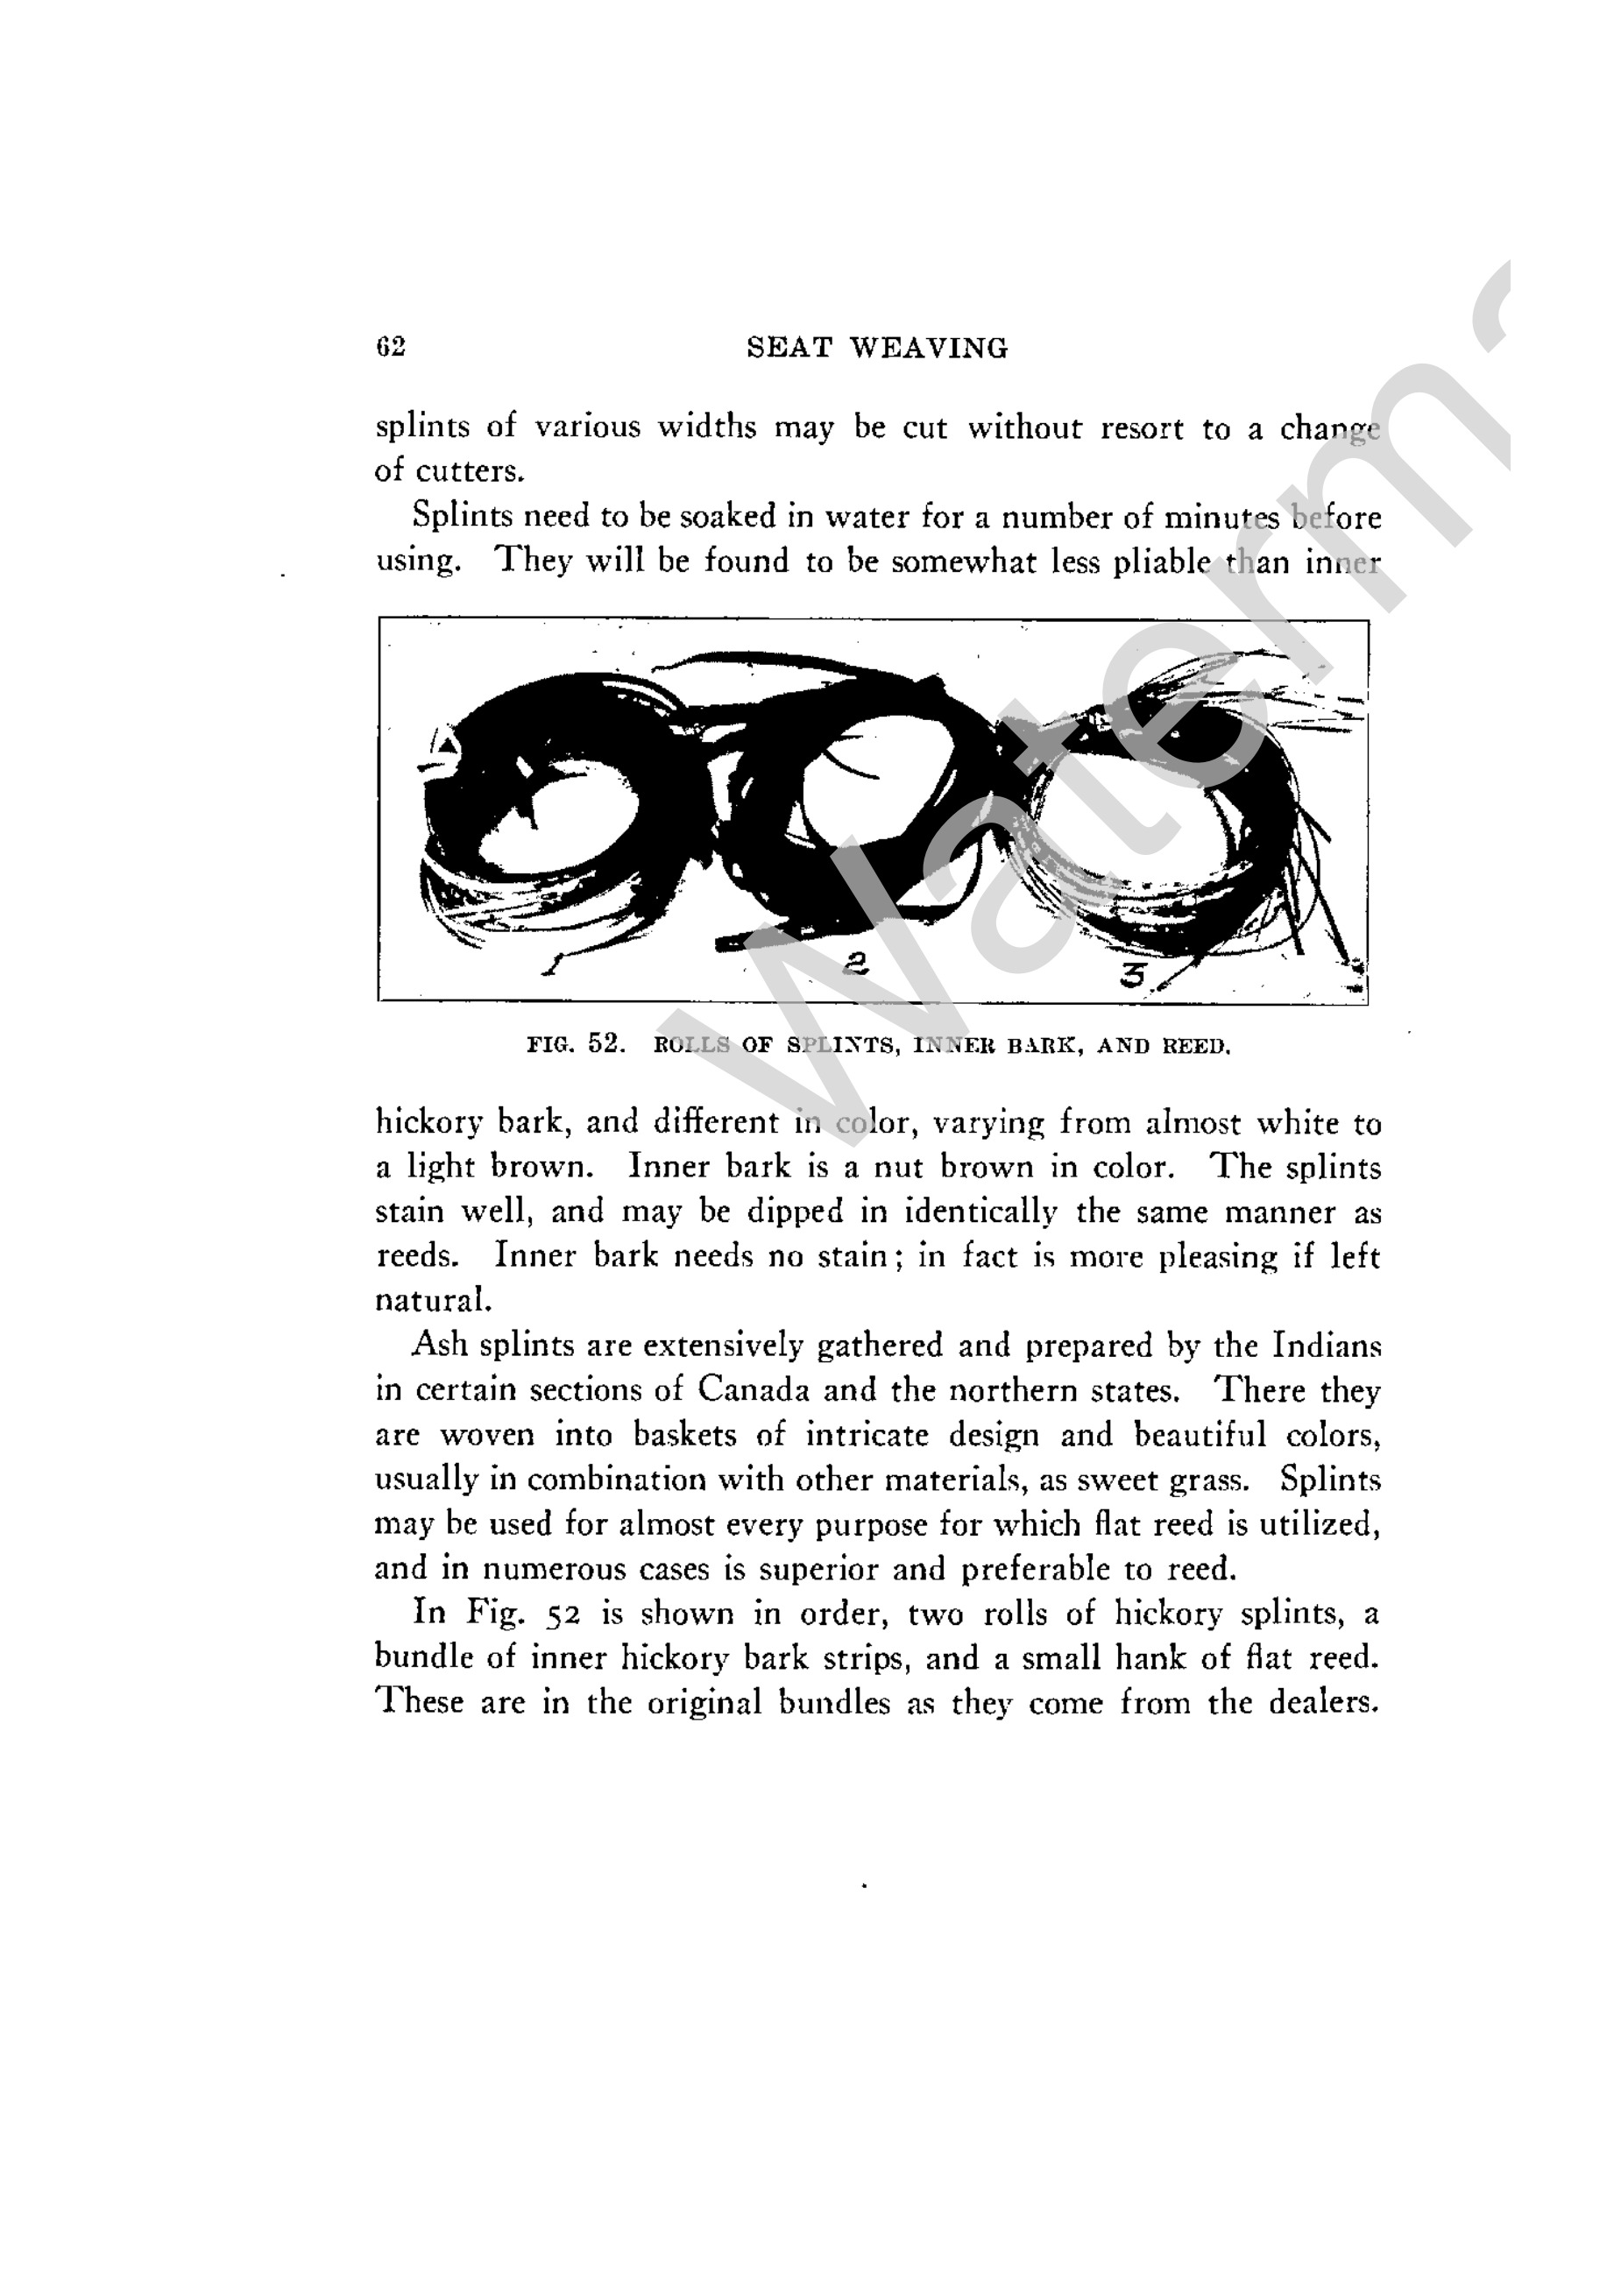 62 SEAT WEAVING
splints of various widths may be cut without resort to a change
of cutters.
Splints need to be soaked in water for a number of minutes before
using. They will be found to be somewhat less pliable than inner
2
3
FIG. 52. ROLLS OF SPLINTS, INNER BARK, AND REED.
hickory bark, and different in color, varying from almost white to
a light brown. Inner bark is a nut brown in color. The splints
stain well, and may be dipped in identically the same manner as
reeds. Inner bark needs no stain; in fact is more pleasing if left
natural.
Ash splints are extensively gathered and prepared by the Indians
in certain sections of Canada and the northern states. There they
are woven into baskets of intricate design and beautiful colors,
usually in combination with other materials, as sweet grass. Splints
may be used for almost every purpose for which flat reed is utilized,
and in numerous cases is superior and preferable to reed.
In Fig. 52 is shown in order, two rolls of hickory splints, a
bundle of inner hickory bark strips, and a small hank of flat reed.
These are in the original bundles as they come from the dealers.
Waterm